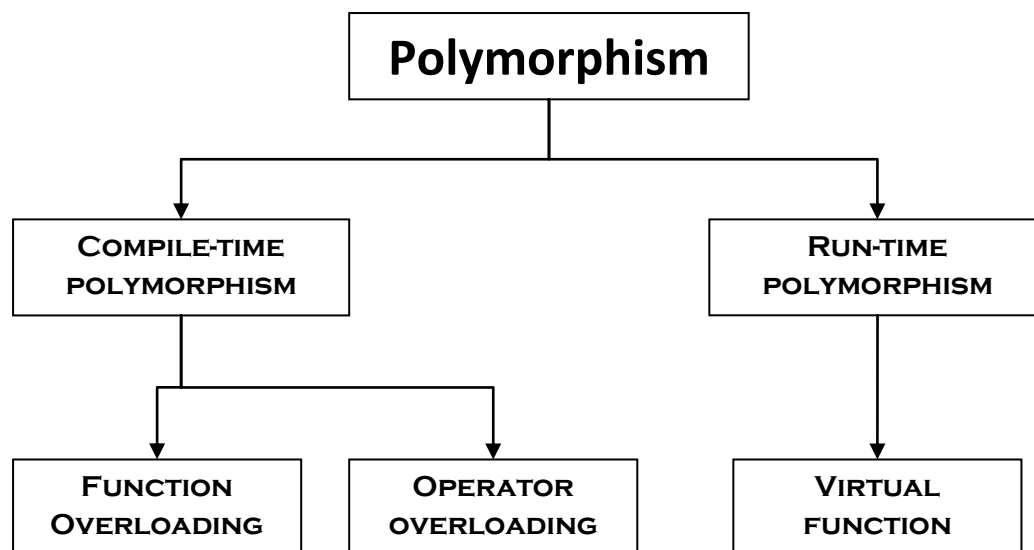 Polymorphism
Compile-time
polymorphism
Run-time
polymorphism
Function
Overloading
Operator
overloading
Virtual
function